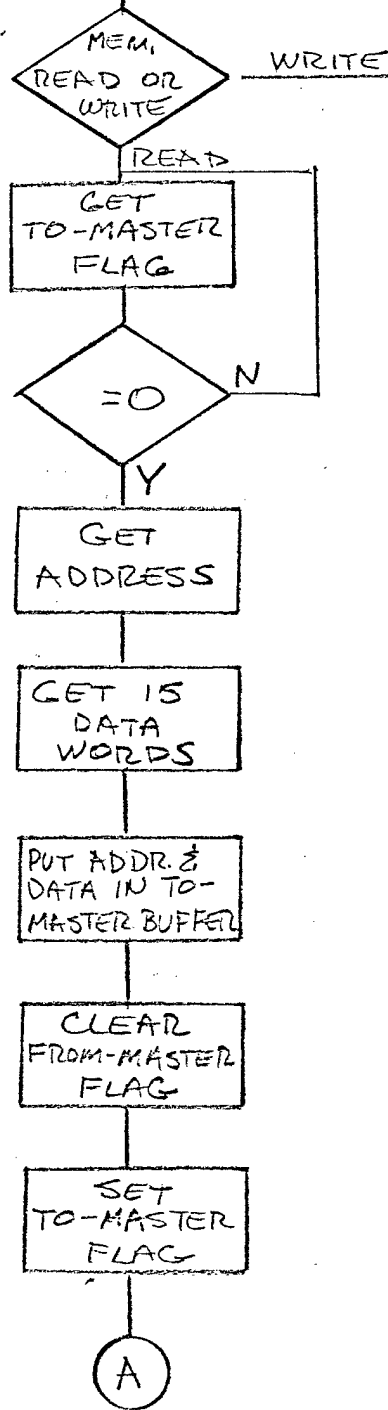 MEM,
READ OR
WRITE
WRITE
READ
GET
TO-MASTER
FLAG
=0
N
Y
GET
ADDRESS
GET 15
DATA
WORDS
PUT ADDR. &
DATA IN TO-
MASTER BUFFER
CLEAR
FROM-MASTER
FLAG
SET
TO-MASTER
FLAG
A